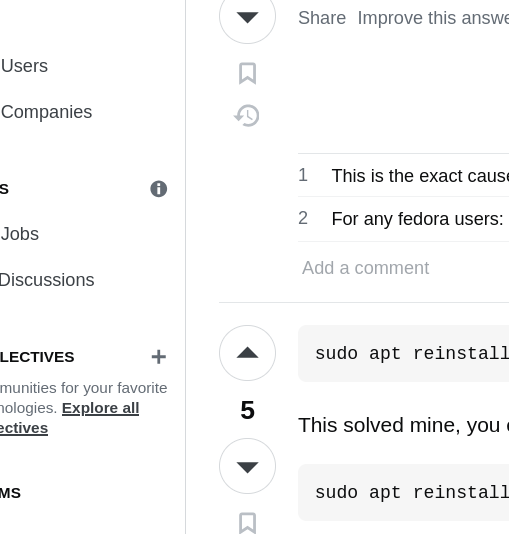 Share Improve this answe
Users
Companies
1 This is the exact cause
S
2 For any fedora users:
Jobs
Add a comment
Discussions
LLECTIVES
sudo apt reinstall
munities for your favorite
nologies. Explore all
5
ectives
This solved mine, you
MS
sudo apt reinstall